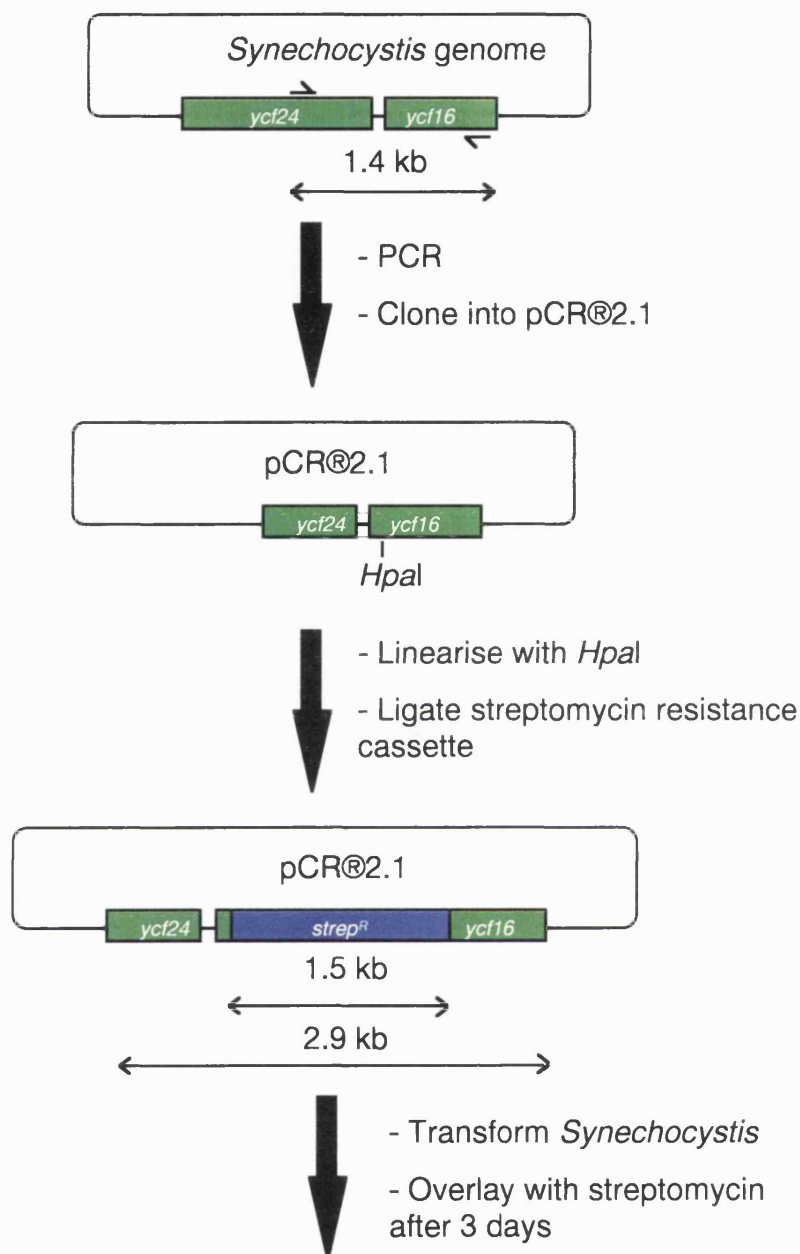 Synechocystis genome
ycf24 ycf16
1.4 kb
- PCR
- Clone into pCR®2.1
pCR®2.1
ycf24 ycf16
HpaI
- Linearise with HpaI
- Ligate streptomycin resistance
cassette
pCR®2.1
ycf24 strepR ycf16
1.5 kb
2.9 kb
- Transform Synechocystis
- Overlay with streptomycin
after 3 days